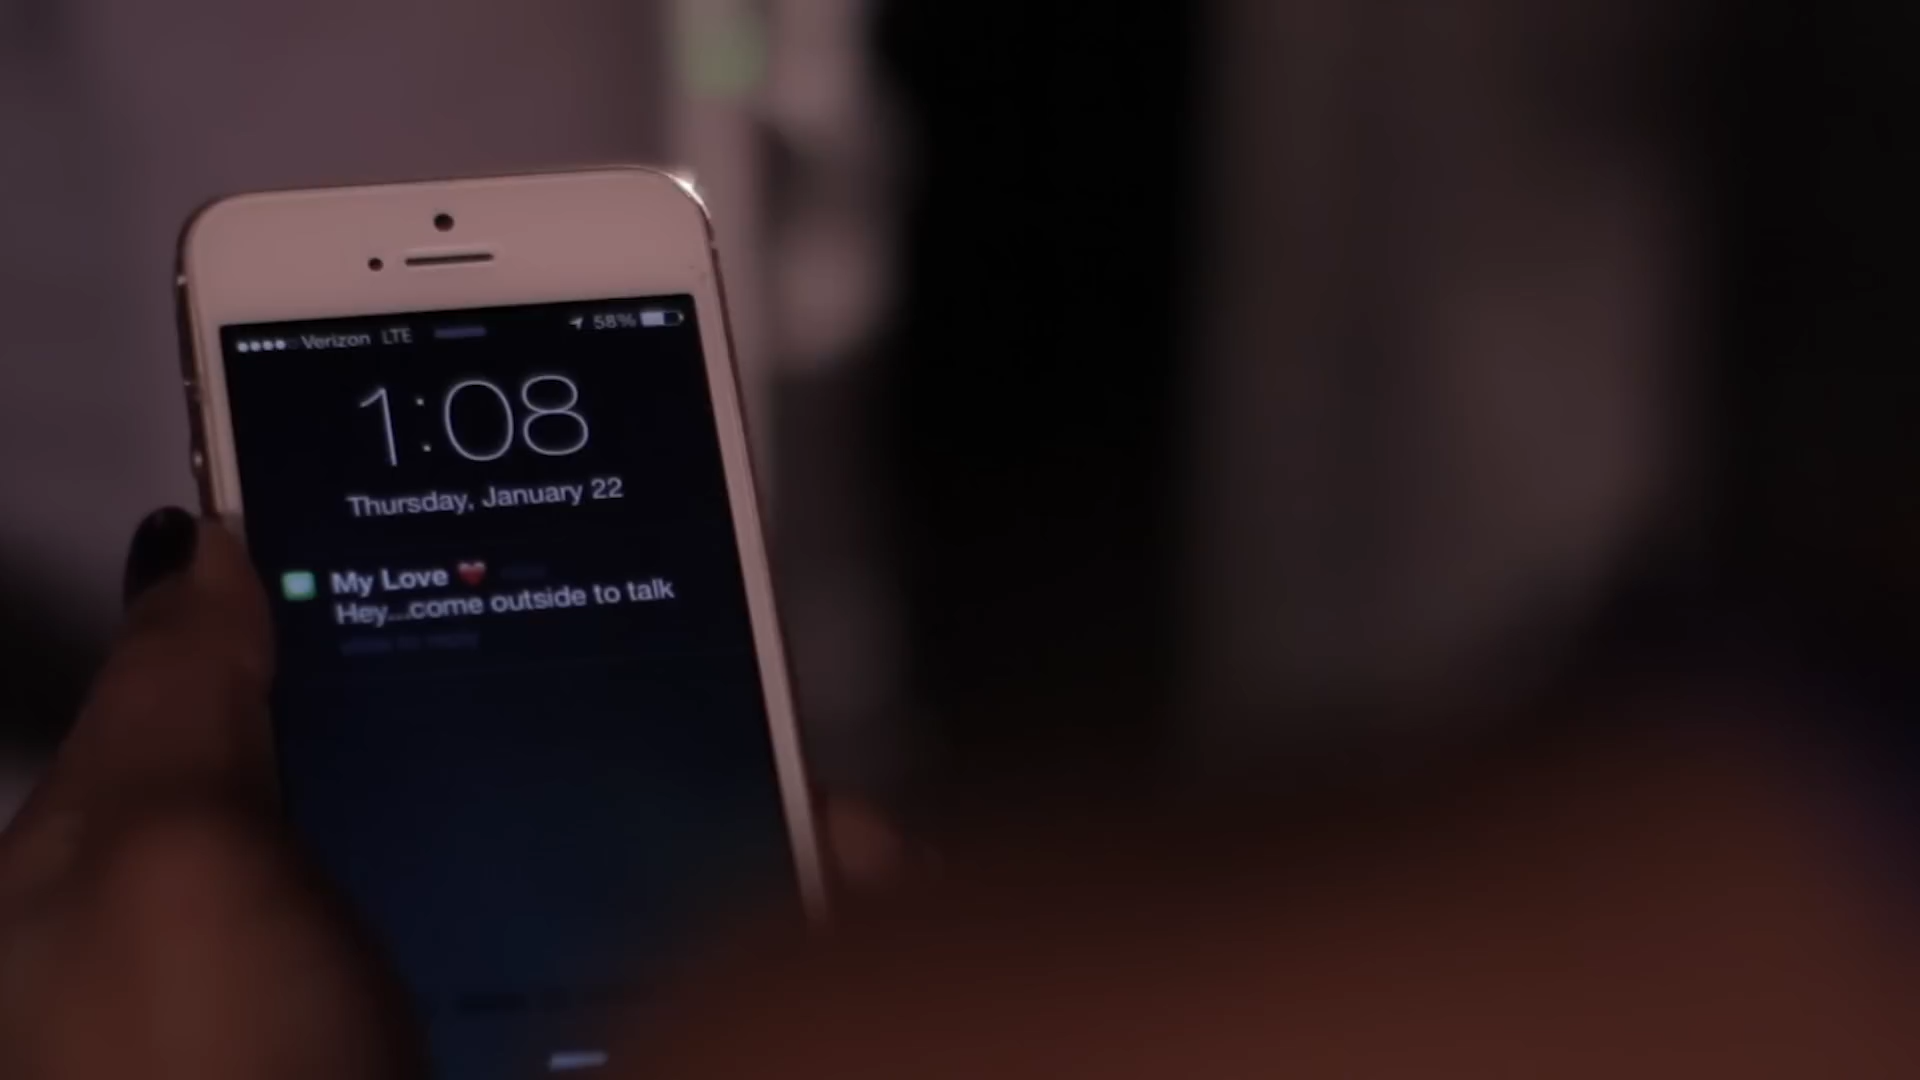 Verizon LTE 58%
1:08
Thursday, January 22
My Love ❤️
Hey...come outside to talk